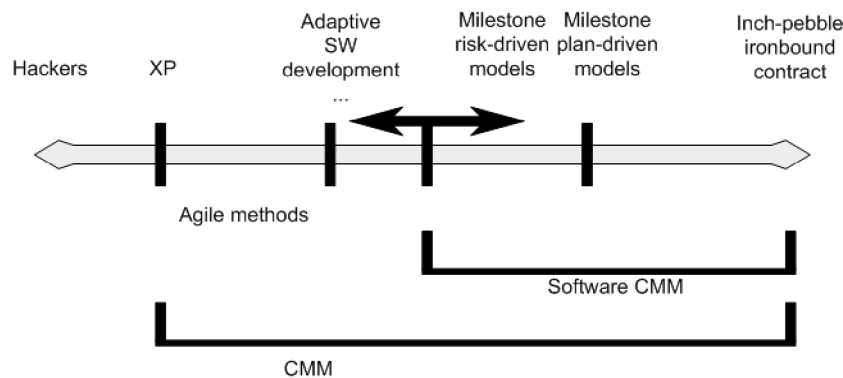 Hackers
XP
Adaptive
SW
development
...
Milestone
risk-driven
models
Milestone
plan-driven
models
Inch-pebble
ironbound
contract
Agile methods
Software CMM
CMM